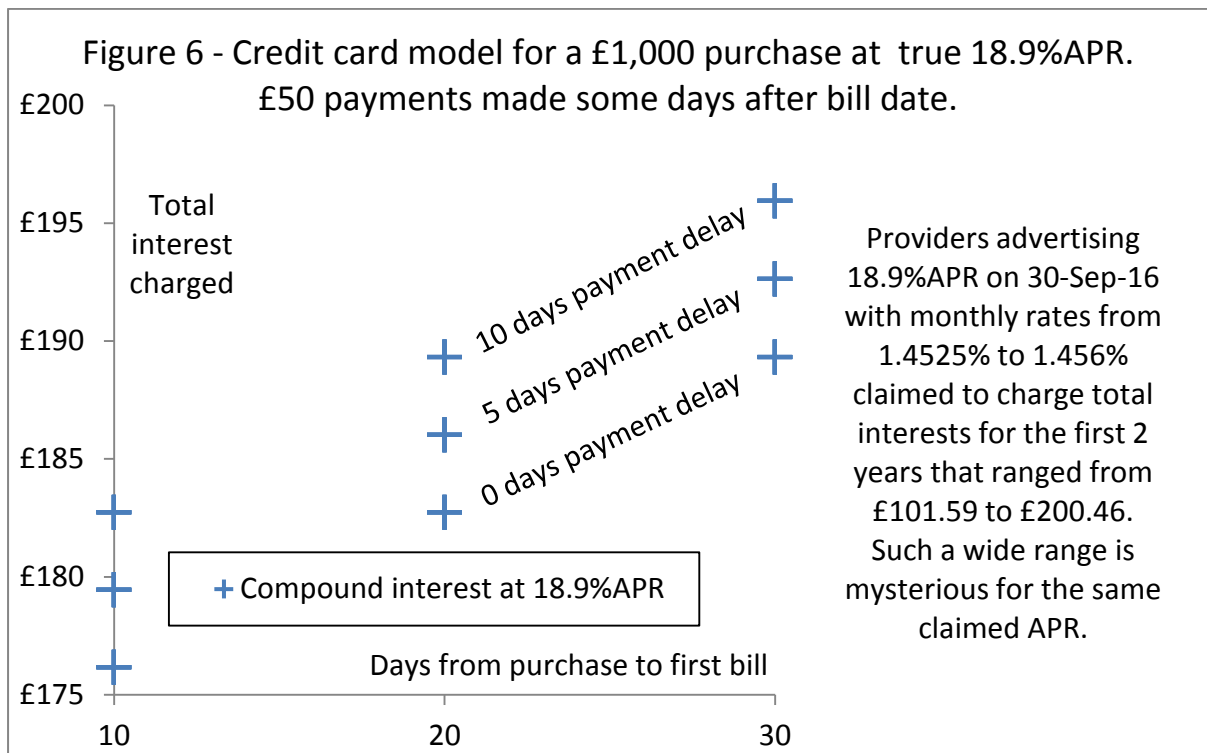 Figure 6 - Credit card model for a £1,000 purchase at  true 18.9%APR.
£50 payments made some days after bill date.
£200
£195
£190
£185
£180
£175
Total
interest
charged
10 days payment delay
5 days payment delay
0 days payment delay
Compound interest at 18.9%APR
Days from purchase to first bill
10
20
30
Providers advertising
18.9%APR on 30-Sep-16
with monthly rates from
1.4525% to 1.456%
claimed to charge total
interests for the first 2
years that ranged from
£101.59 to £200.46.
Such a wide range is
mysterious for the same
claimed APR.